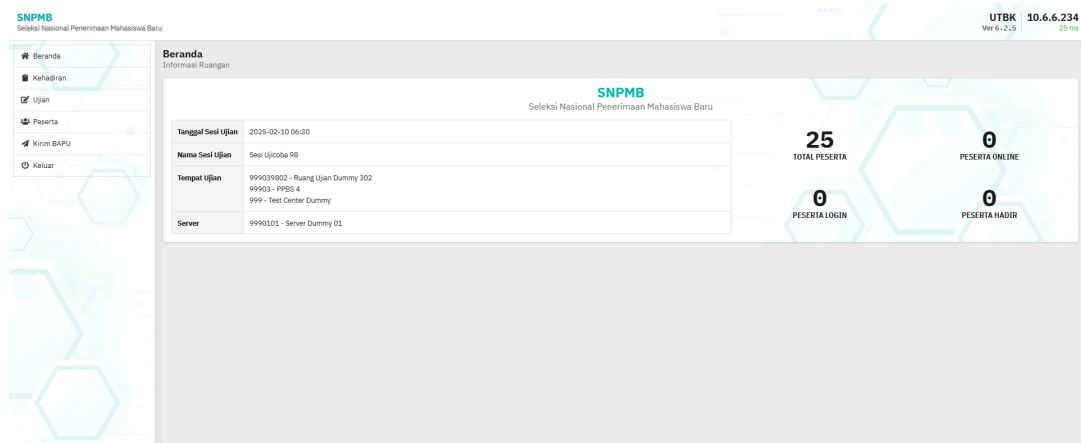 SNPMB
Seleksi Nasional Penerimaan Mahasiswa Baru
UTBK
Ver 6.2.5
10.6.6.234
25 ms
Beranda
Kehadiran
Ujian
Peserta
Kirim BAPU
Keluar
Beranda
Informasi Ruangan
SNPMB
Seleksi Nasional Penerimaan Mahasiswa Baru
Tanggal Sesi Ujian 2025-02-10 06:30
Nama Sesi Ujian Sesi Ujicoba 98
Tempat Ujian 999039802 - Ruang Ujian Dummy 302
99903 - PPBS 4
999 - Test Center Dummy
Server 9990101 - Server Dummy 01
25
TOTAL PESERTA
0
PESERTA ONLINE
0
PESERTA LOGIN
0
PESERTA HADIR